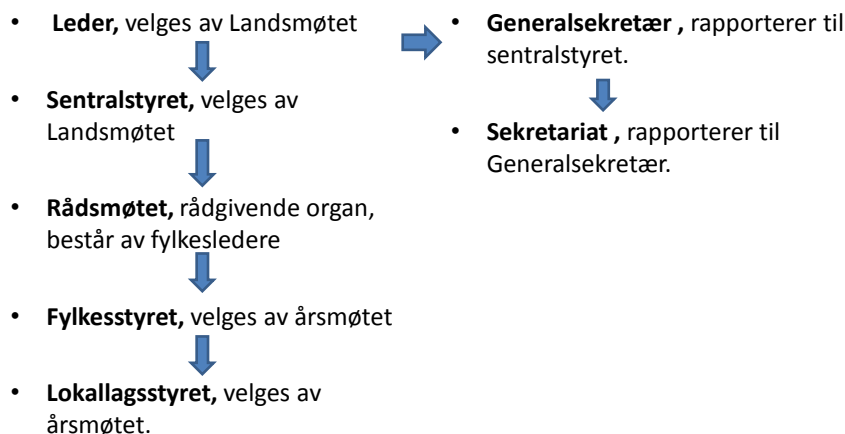 • Leder, velges av Landsmøtet
• Sentralstyret, velges av
Landsmøtet
• Rådsmøtet, rådgivende organ,
består av fylkesledere
• Fylkesstyret, velges av årsmøtet
• Lokallagsstyret, velges av
årsmøtet.
• Generalsekretær , rapporterer til
sentralstyret.
• Sekretariat , rapporterer til
Generalsekretær.